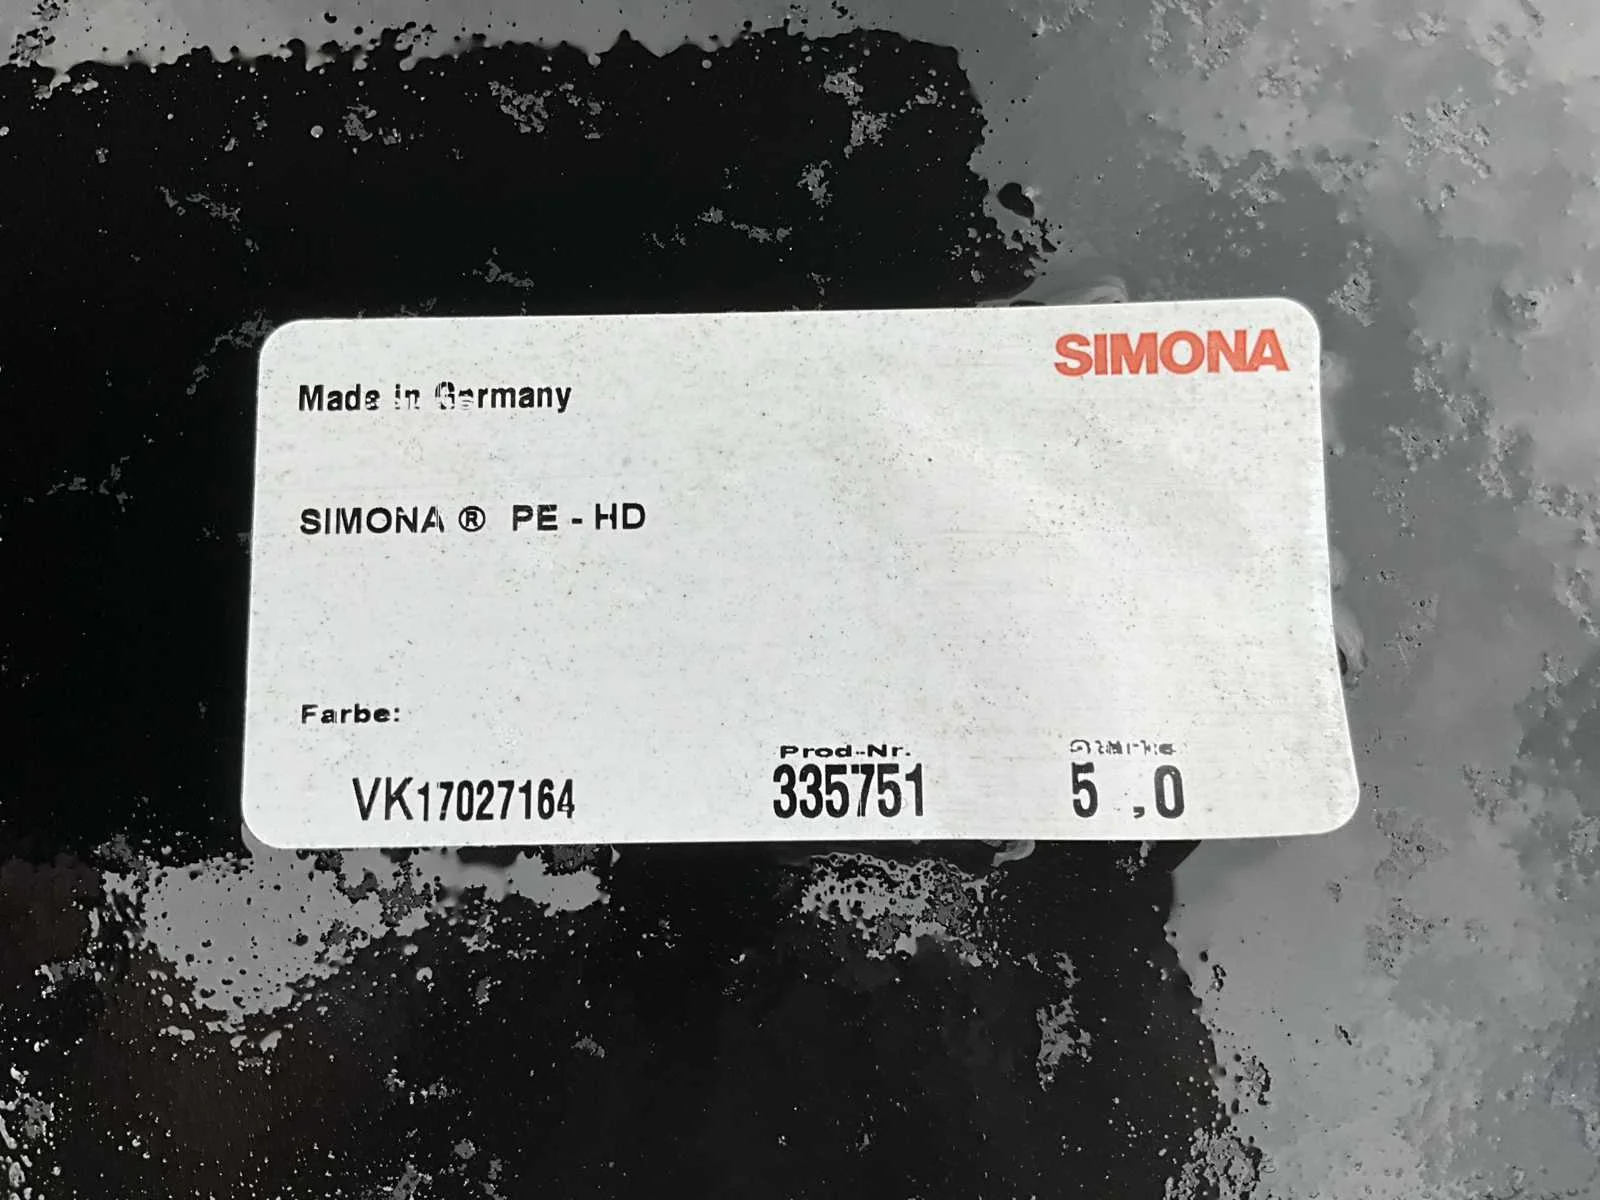 SIMONA
Made in Germany
SIMONA ® PE - HD
Farbe:
Prod-Nr.
VK17027164
335751
5 ,0